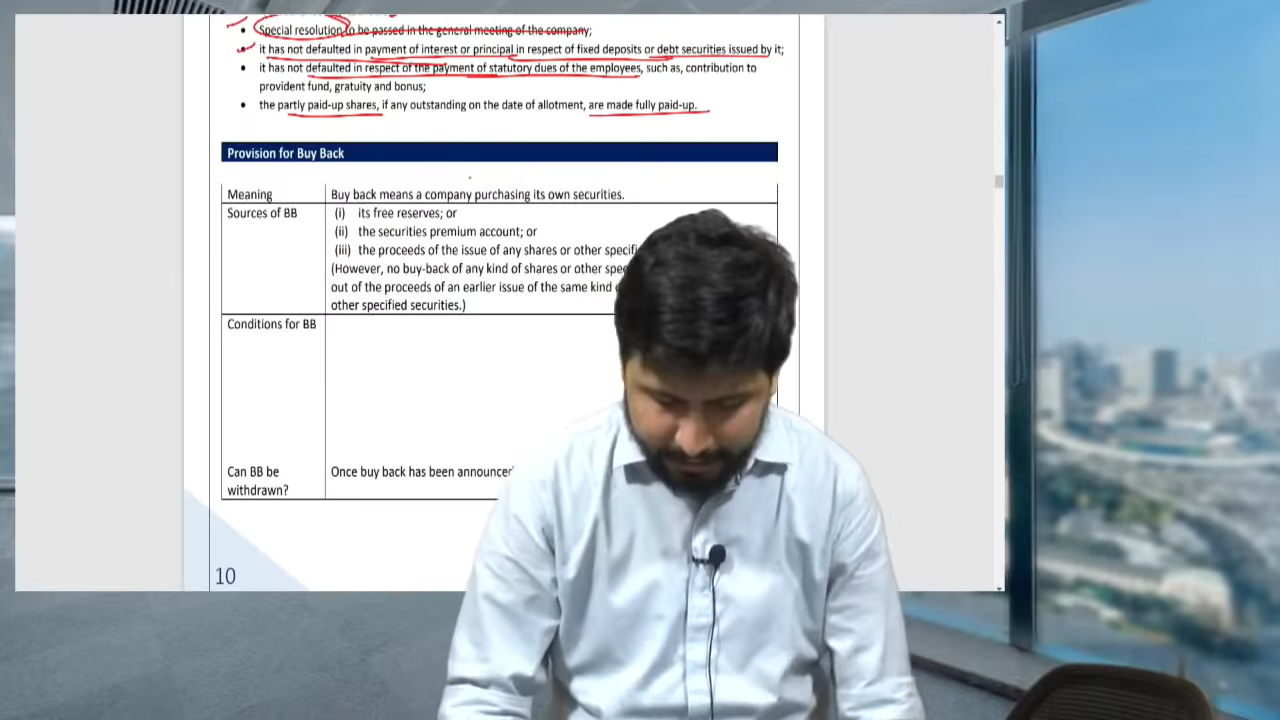 Special resolution to be passed in the general meeting of the company;
it has not defaulted in payment of interest or principal in respect of fixed deposits or debt securities issued by it;
it has not defaulted in respect of the payment of statutory dues of the employees, such as, contribution to
provident fund, gratuity and bonus;
the partly paid-up shares, if any outstanding on the date of allotment, are made fully paid-up.
Provision for Buy Back
Meaning Buy back means a company purchasing its own securities.
Sources of BB (i) its free reserves; or
(ii) the securities premium account; or
(iii) the proceeds of the issue of any shares or other
(However, no buy-back of any kind of shares or other
out of the proceeds of an earlier issue of the same kind
other specified securities.)
Conditions for BB
Can BB be Once buy back has been announced
withdrawn?
10